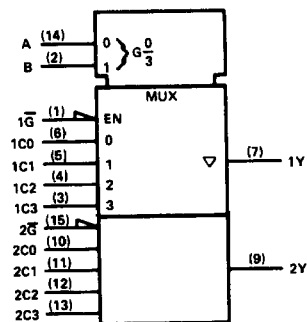 A (14) 0 } G 0/3
B (2) 1
MUX
1G̅ (1) EN
1C0 (6) 0
1C1 (5) 1 ▽ (7) 1Y
1C2 (4) 2
1C3 (3) 3
2G̅ (15)
2C0 (10)
2C1 (11) (9) 2Y
2C2 (12)
2C3 (13)